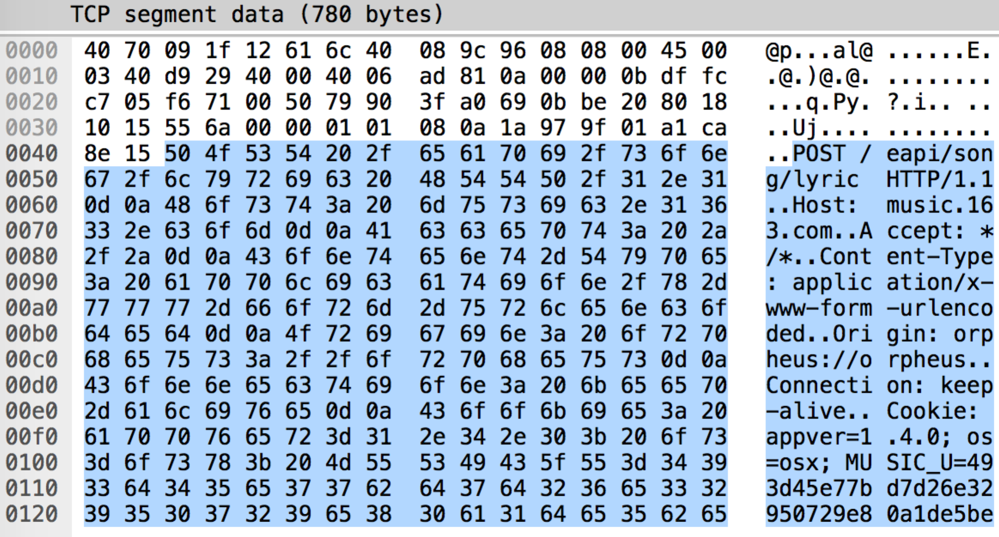 TCP segment data (780 bytes)
0000 40 70 09 1f 12 61 6c 40 08 9c 96 08 08 00 45 00 @p...al@ ......E.
0010 03 40 d9 29 40 00 40 06 ad 81 0a 00 00 0b df fc .@.)@.@. ........
0020 c7 05 f6 71 00 50 79 90 3f a0 69 0b be 20 80 18 ...q.Py. ?.i.. ..
0030 10 15 55 6a 00 00 01 01 08 0a 1a 97 9f 01 a1 ca ..Uj.... ........
0040 8e 15 50 4f 53 54 20 2f 65 61 70 69 2f 73 6f 6e ..POST / eapi/son
0050 67 2f 6c 79 72 69 63 20 48 54 54 50 2f 31 2e 31 g/lyric HTTP/1.1
0060 0d 0a 48 6f 73 74 3a 20 6d 75 73 69 63 2e 31 36 ..Host: music.16
0070 33 2e 63 6f 6d 0d 0a 41 63 63 65 70 74 3a 20 2a 3.com..A ccept: *
0080 2f 2a 0d 0a 43 6f 6e 74 65 6e 74 2d 54 79 70 65 /*..Cont ent-Type
0090 3a 20 61 70 70 6c 69 63 61 74 69 6f 6e 2f 78 2d : applic ation/x-
00a0 77 77 77 2d 66 6f 72 6d 2d 75 72 6c 65 6e 63 6f www-form -urlenco
00b0 64 65 64 0d 0a 4f 72 69 67 69 6e 3a 20 6f 72 70 ded..Ori gin: orp
00c0 68 65 75 73 3a 2f 2f 6f 72 70 68 65 75 73 0d 0a heus://o rpheus..
00d0 43 6f 6e 6e 65 63 74 69 6f 6e 3a 20 6b 65 65 70 Connecti on: keep
00e0 2d 61 6c 69 76 65 0d 0a 43 6f 6f 6b 69 65 3a 20 -alive.. Cookie:
00f0 61 70 70 76 65 72 3d 31 2e 34 2e 30 3b 20 6f 73 appver=1 .4.0; os
0100 3d 6f 73 78 3b 20 4d 55 53 49 43 5f 55 3d 34 39 =osx; MU SIC_U=49
0110 33 64 34 35 65 37 37 62 64 37 64 32 36 65 33 32 3d45e77b d7d26e32
0120 39 35 30 37 32 39 65 38 30 61 31 64 65 35 62 65 950729e8 0a1de5be